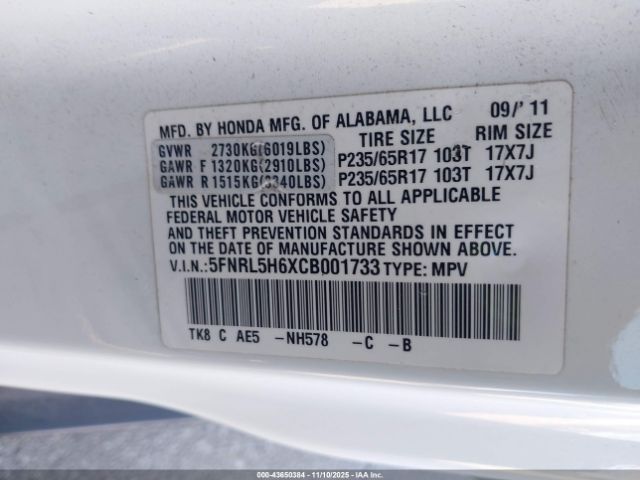 MFD. BY HONDA MFG. OF ALABAMA, LLC 09/'11
TIRE SIZE RIM SIZE
GVWR 2730KG(6019LBS)
GAWR F 1320KG(2910LBS) P235/65R17 103T 17X7J
GAWR R 1515KG(3340LBS) P235/65R17 103T 17X7J
THIS VEHICLE CONFORMS TO ALL APPLICABLE
FEDERAL MOTOR VEHICLE SAFETY
AND THEFT PREVENTION STANDARDS IN EFFECT
ON THE DATE OF MANUFACTURE SHOWN ABOVE.
V.I.N.:5FNRL5H6XCB001733 TYPE: MPV
TK8 C AE5 -NH578 -C -B
000-43650384 - 11/10/2025 - IAAI.COM